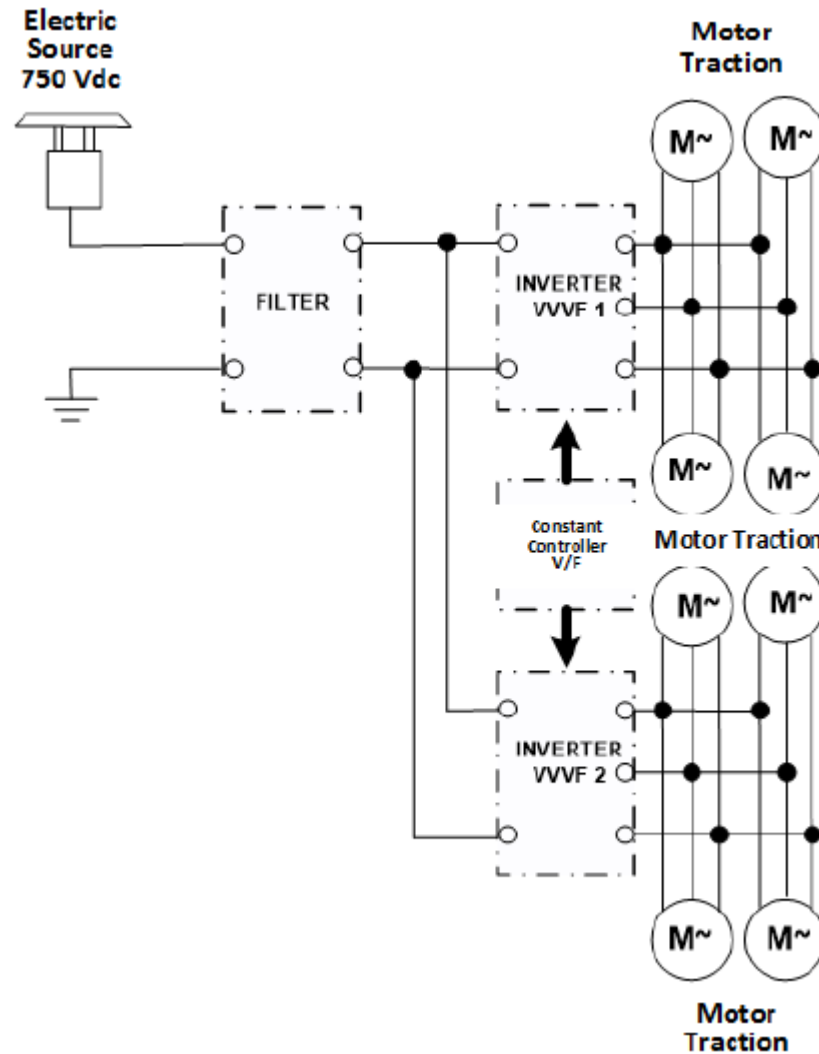 Electric
Source
750 Vdc
Motor
Traction
M~
M~
FILTER
INVERTER
VVVF 1
M~
M~
Constant
Controller
V/F
Motor Traction
M~
M~
INVERTER
VVVF 2
M~
M~
Motor
Traction